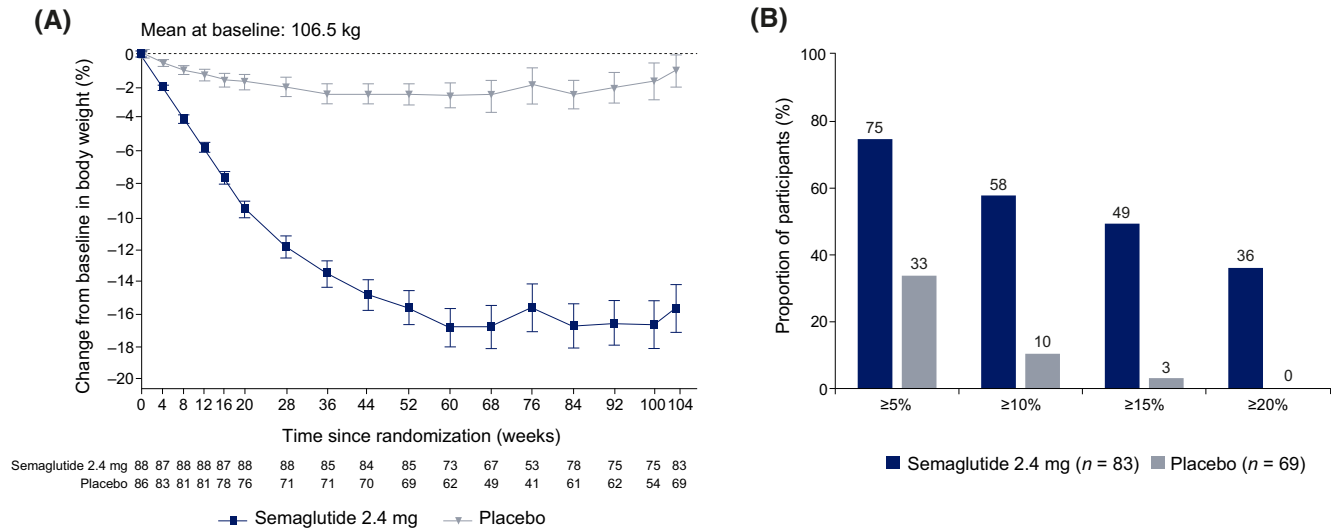 (A)
Mean at baseline: 106.5 kg
Change from baseline in body weight (%)
0
–2
–4
–6
–8
–10
–12
–14
–16
–18
–20
0 4 8 12 16 20 28 36 44 52 60 68 76 84 92 100 104
Time since randomization (weeks)
Semaglutide 2.4 mg 88 87 88 88 87 88 88 85 84 85 73 67 53 78 75 75 83
Placebo 86 83 81 81 78 76 71 71 70 69 62 49 41 61 62 54 69
Semaglutide 2.4 mg Placebo
(B)
Proportion of participants (%)
100
80
60
40
20
0
75
33
58
10
49
3
36
0
≥5% ≥10% ≥15% ≥20%
Semaglutide 2.4 mg (n = 83) Placebo (n = 69)